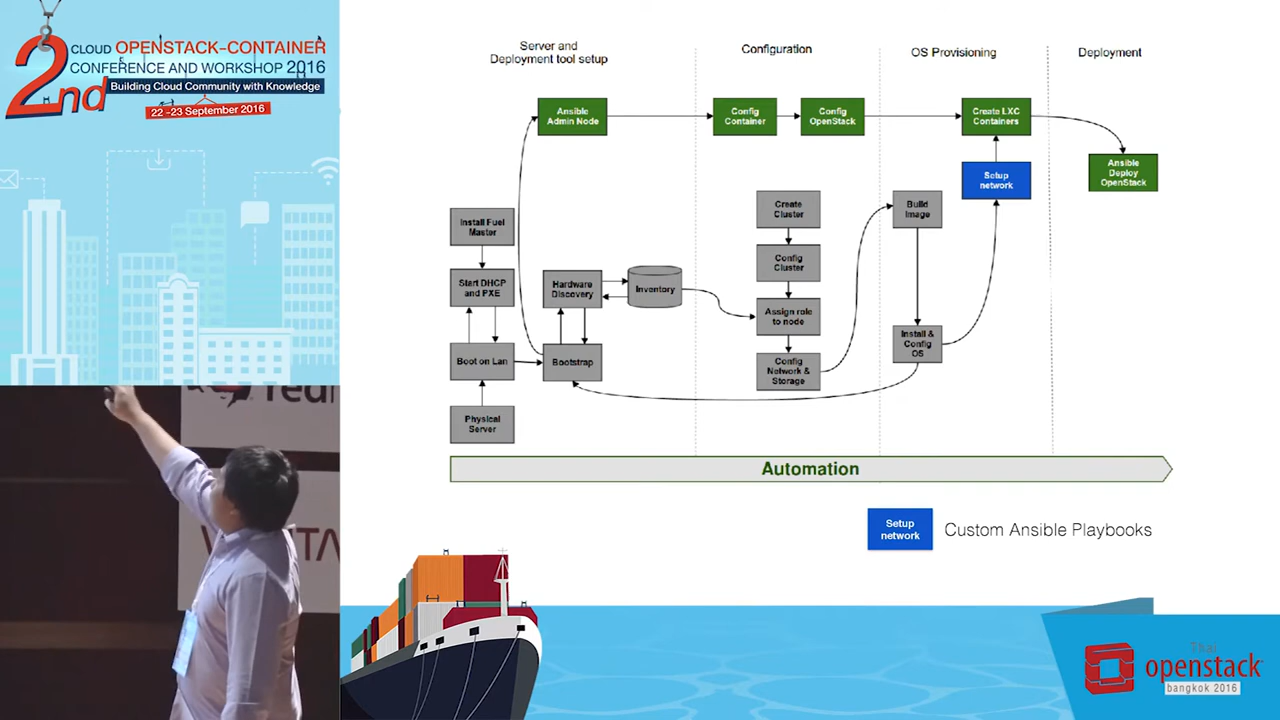 2nd
CLOUD OPENSTACK-CONTAINER
CONFERENCE AND WORKSHOP 2016
Building Cloud Community with Knowledge
22 -23 September 2016
Server and
Deployment tool setup
Configuration
OS Provisioning
Deployment
Ansible
Admin Node
Config
Container
Config
OpenStack
Create LXC
Containers
Ansible
Deploy
OpenStack
Setup
network
Install Fuel
Master
Create
Cluster
Build
Image
Config
Cluster
Start DHCP
and PXE
Hardware
Discovery
Inventory
Assign role
to node
Install &
Config
OS
Boot on Lan
Bootstrap
Config
Network &
Storage
Physical
Server
Automation
Setup
network
Custom Ansible Playbooks
Thai
openstack
bangkok 2016